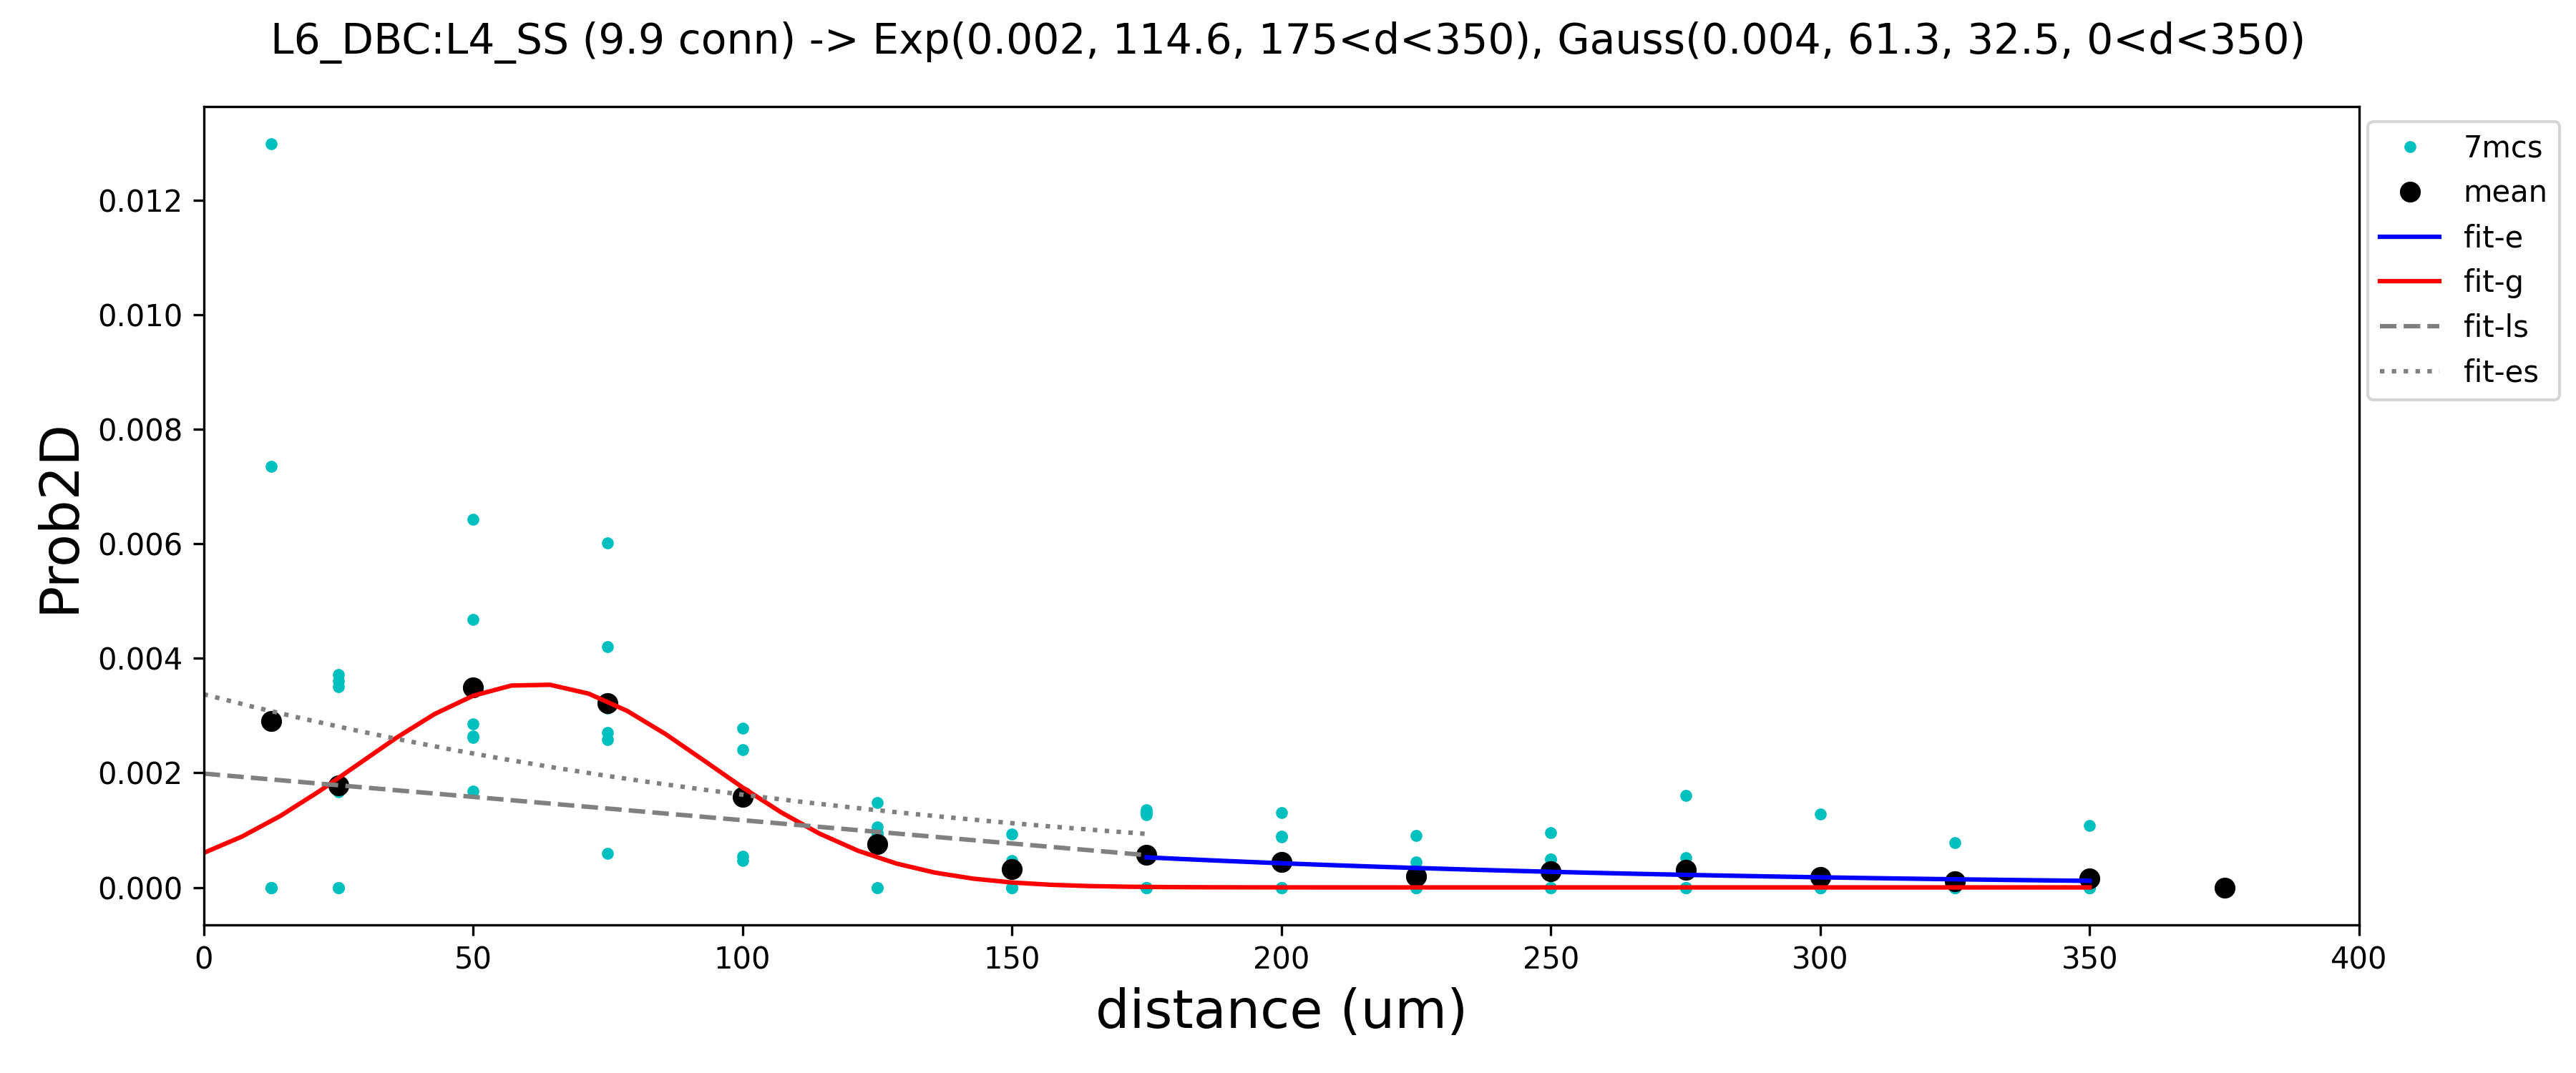 L6_DBC:L4_SS (9.9 conn) -> Exp(0.002, 114.6, 175<d<350), Gauss(0.004, 61.3, 32.5, 0<d<350)
7mcs
mean
fit-e
fit-g
fit-ls
fit-es
Prob2D
0.012
0.010
0.008
0.006
0.004
0.002
0.000
0 50 100 150 200 250 300 350 400
distance (um)